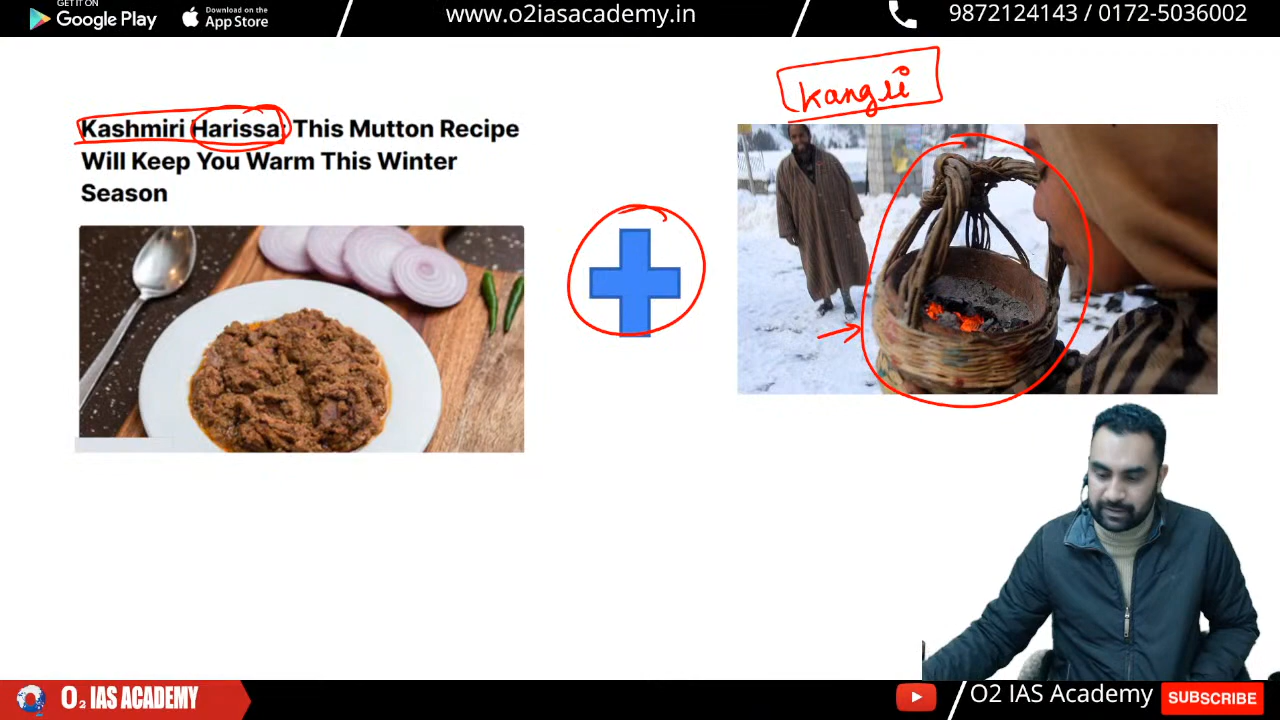 GET IT ON
Google Play
Download on the
App Store
www.o2iasacademy.in
9872124143 / 0172-5036002
Kangri
Kashmiri Harissa: This Mutton Recipe
Will Keep You Warm This Winter
Season
O2 IAS ACADEMY
O2 IAS Academy
SUBSCRIBE